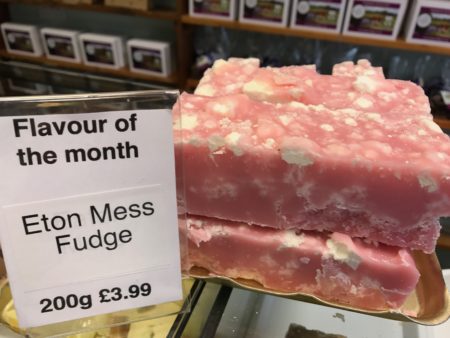 Flavour of
the month
Eton Mess
Fudge
200g £3.99